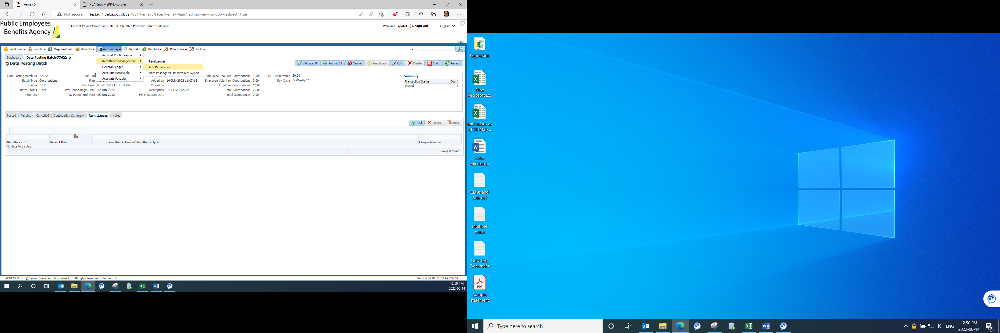 Penfax 5
PLANet//MEPP/Employer
Not secure
testadf4.peba.gov.sk.ca:7001/Penfax5/faces/PenfaxMain?_adf.no-new-window-redirect=true
Public Employees
Benefits Agency
Current Payroll Month End Date 30-JUN-2022 Payment System Unlocked
Welcome rpatel Sign Out English
Workflow People Organizations Benefits Accounting Reports Batches Plan Rules Tools
Dashboard Data Posting Batch-77622
Account Configuration
Remittance Management
General Ledger
Accounts Receivable
Accounts Payable
Remittances
Add Remittance
Data Postings vs. Remittances Report
Data Posting Batch
Validate All Submit All Cancel Reactivate Edit Delete Audit Refresh
Data Posting Batch ID 77622 Trial Run Employee Required Contributions 10.00 DCT Remittance 20.00
Batch Type Contributions Plan Added on 14-JUN-2022 11:07:16 Employee Voluntary Contributions 0.00 Pay Cycle Bi Weekly07
Source DCT Employer 01001-CITY OF ESTEVAN Closed on Employer Contributions 10.00
Batch Status Open Pay Period Begin Date 12-JUN-2022 Description DCT File 212272 Total Contributions 20.00
Progress Pay Period End Date 25-JUN-2022 PEPP Receipt Date Total Remittances 0.00
Summary
Transaction Status Count
Invalid 1
Posted Pending Cancelled Contribution Summary Remittances Notes
Add Delete Audit
Remittance ID Receipt Date Remittance Amount Remittance Type Cheque Number
No data to display.
0 row(s) found.
PENFAX 5 | © James Evans and Associates Ltd. All rights reserved. Contact Us
Version 22.02.01.00.b9172b24
12:50 PM
2022-06-14
Regression
New
Microsoft Ex...
unit values as
of 31-Mar-...
New
Microsof...
EDOs and
Stat off
Multiple
plans
New Text
Document
PDF
Sample
statement
Type here to search
ENG
12:50 PM
2022-06-14
2